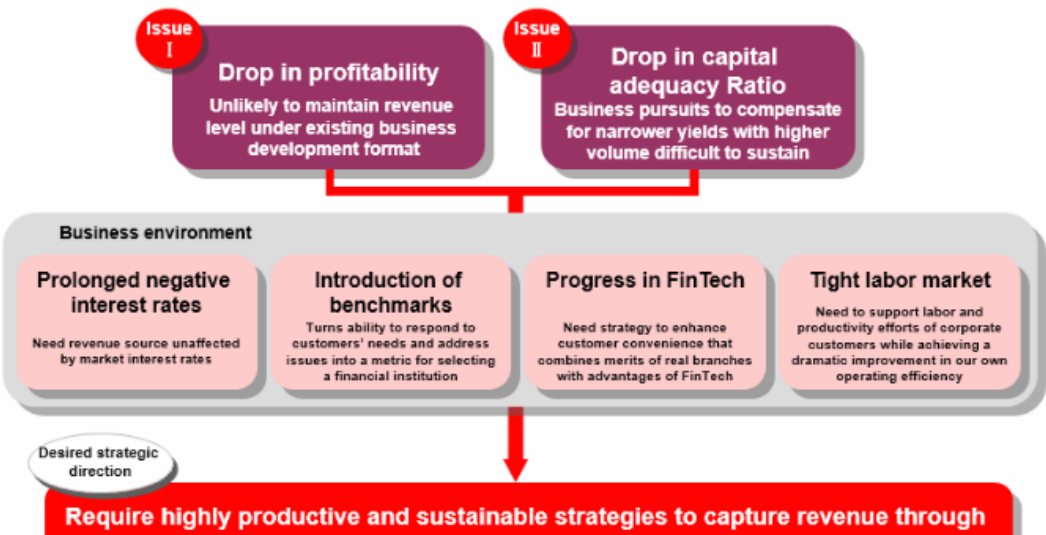 Issue
I
Drop in profitability
Unlikely to maintain revenue
level under existing business
development format
Issue
II
Drop in capital
adequacy Ratio
Business pursuits to compensate
for narrower yields with higher
volume difficult to sustain
Business environment
Prolonged negative
interest rates
Need revenue source unaffected
by market interest rates
Introduction of
benchmarks
Turns ability to respond to
customers' needs and address
issues into a metric for selecting
a financial institution
Progress in FinTech
Need strategy to enhance
customer convenience that
combines merits of real branches
with advantages of FinTech
Tight labor market
Need to support labor and
productivity efforts of corporate
customers while achieving a
dramatic improvement in our own
operating efficiency
Desired strategic
direction
Require highly productive and sustainable strategies to capture revenue through